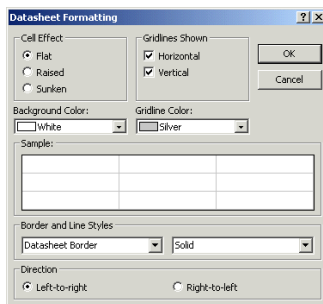 Datasheet Formatting
Cell Effect
Flat
Raised
Sunken
Gridlines Shown
Horizontal
Vertical
OK
Cancel
Background Color:
White
Gridline Color:
Silver
Sample:
Border and Line Styles
Datasheet Border
Solid
Direction
Left-to-right
Right-to-left